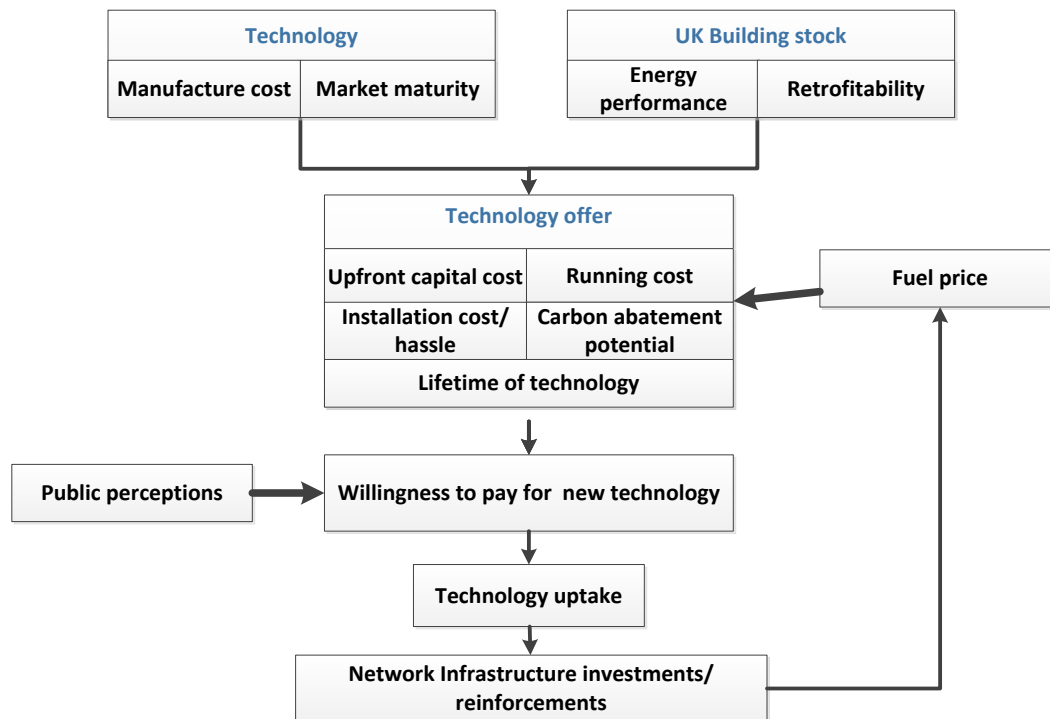 Technology
Manufacture cost
Market maturity
UK Building stock
Energy
performance
Retrofitability
Technology offer
Upfront capital cost
Running cost
Installation cost/
hassle
Carbon abatement
potential
Lifetime of technology
Fuel price
Public perceptions
Willingness to pay for  new technology
Technology uptake
Network Infrastructure investments/
reinforcements